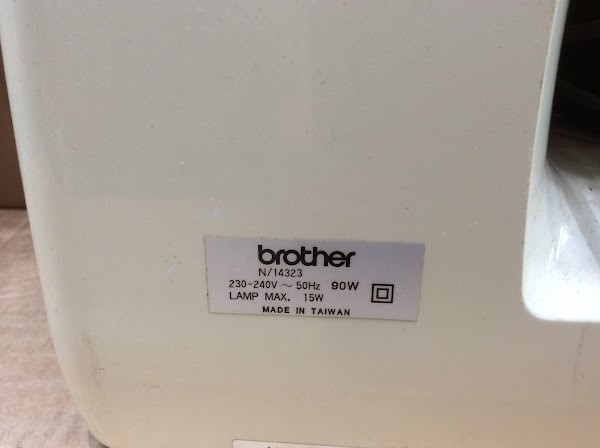 brother
N/14323
230-240V ~ 50Hz 90W
LAMP MAX. 15W
MADE IN TAIWAN